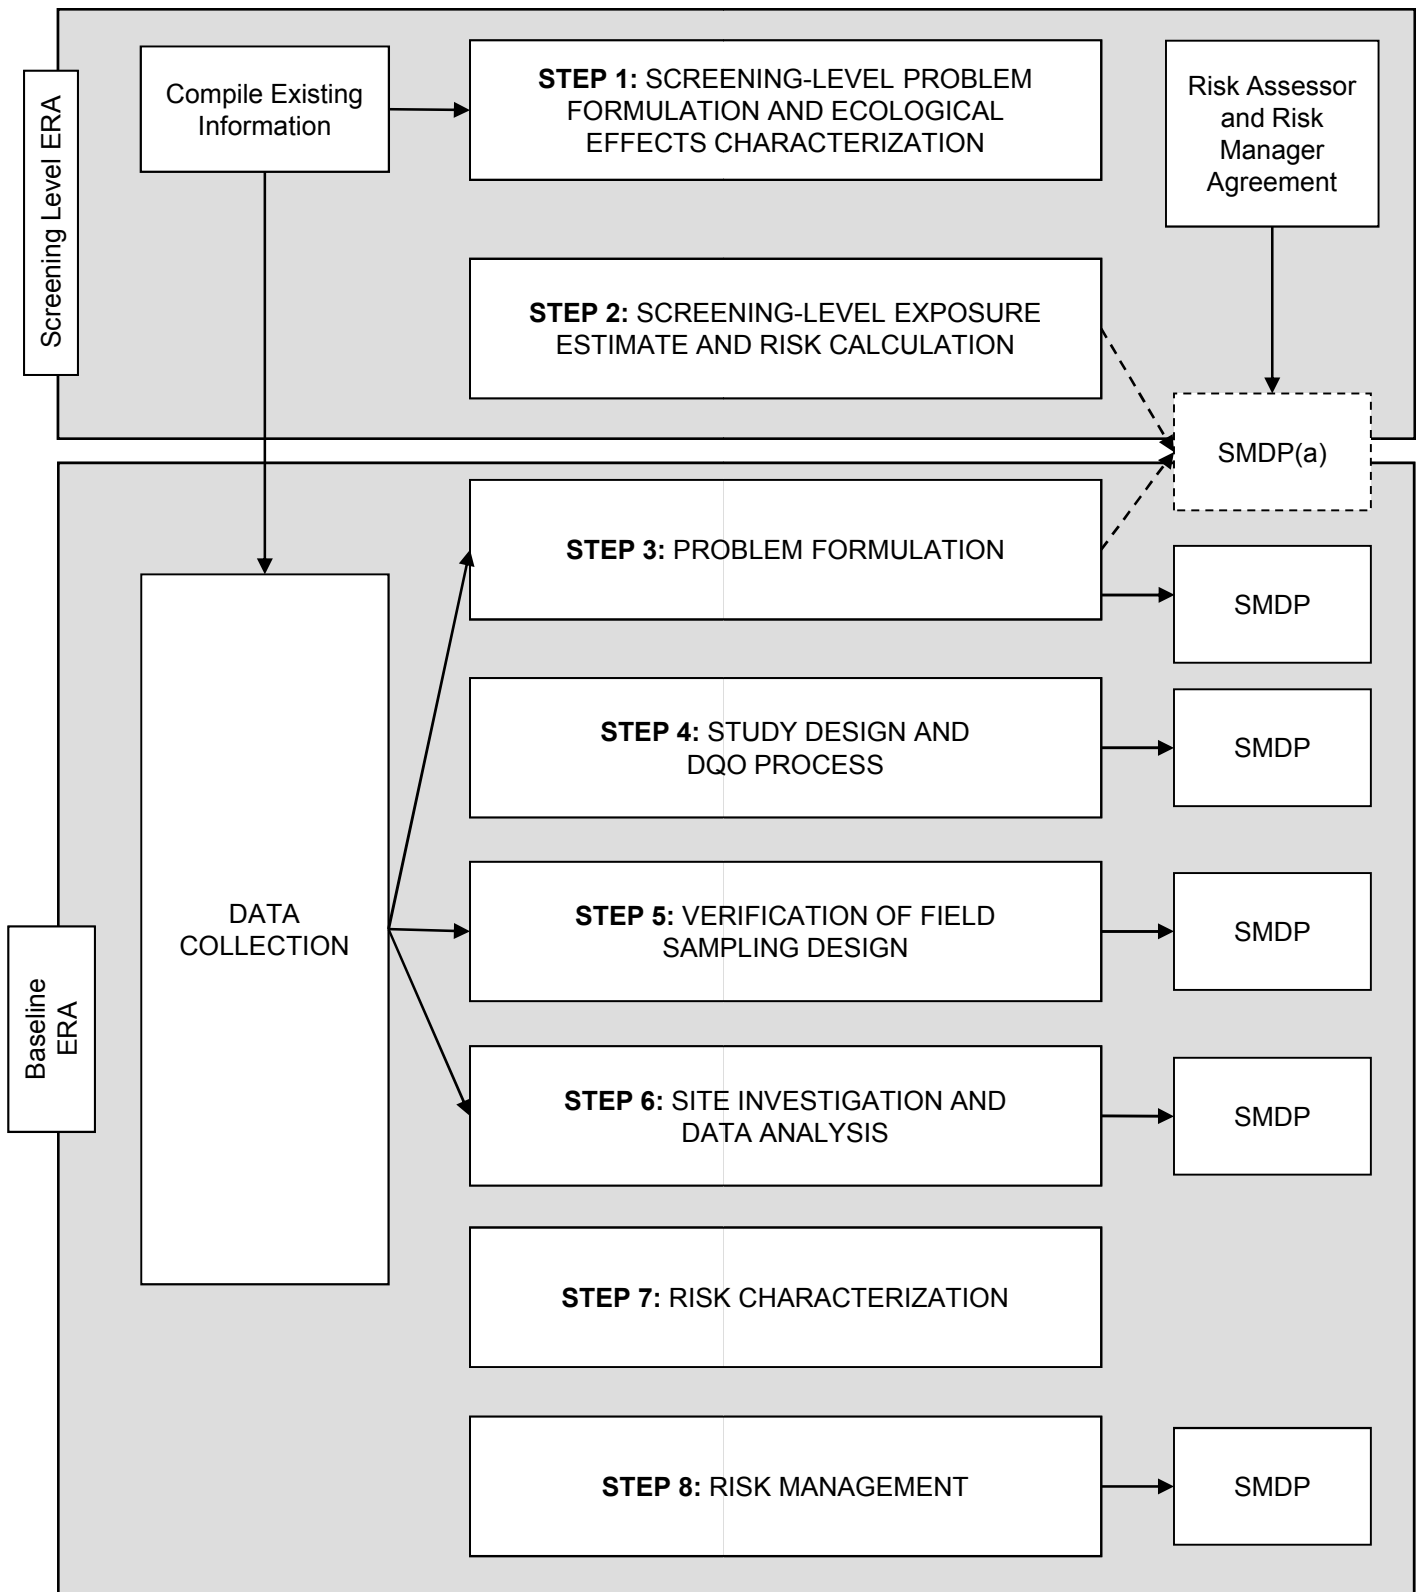 Screening Level ERA
Compile Existing
Information
STEP 1: SCREENING-LEVEL PROBLEM
FORMULATION AND ECOLOGICAL
EFFECTS CHARACTERIZATION
Risk Assessor
and Risk
Manager
Agreement
STEP 2: SCREENING-LEVEL EXPOSURE
ESTIMATE AND RISK CALCULATION
SMDP(a)
Baseline
ERA
DATA
COLLECTION
STEP 3: PROBLEM FORMULATION
SMDP
STEP 4: STUDY DESIGN AND
DQO PROCESS
SMDP
STEP 5: VERIFICATION OF FIELD
SAMPLING DESIGN
SMDP
STEP 6: SITE INVESTIGATION AND
DATA ANALYSIS
SMDP
STEP 7: RISK CHARACTERIZATION
STEP 8: RISK MANAGEMENT
SMDP